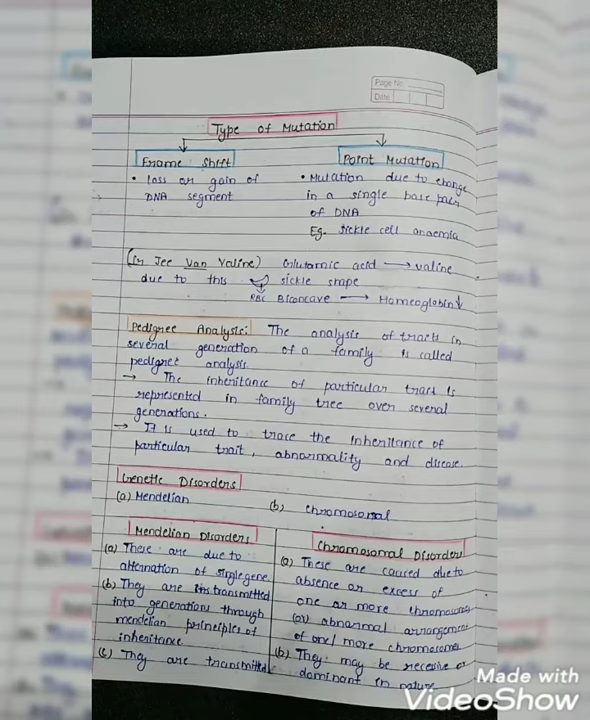 Page No.
Date
Type of Mutation
Frame Shift
• Loss or gain of
DNA segment
Point Mutation
• Mutation due to change
in a single base pair
of DNA
Eg. Sickle cell anaemia
Jee Van Valine) Glutamic acid → valine
due to this sickle shape
RBC Biconcave → Homeoglobin↓
Pedigree Analysis: The analysis of traits in
several generation of a family is called
pedigree analysis
→ The inheritance of particular trait is
represented in family tree over several
generations.
→ It is used to trace the inheritance of
particular trait, abnormality and disease.
Genetic Disorders
(a) Mendelian
(b) Chromosomal
Mendelian Disorders
(a) These are due to
alternation of single gene
(b) They are transmitted
into generations through
mendelian principles of
inheritance
(c) They are transmitted
Chromosomal Disorders
(a) These are caused due to
absence or excess of
one or more chromosomes
(or) abnormal arrangement
of one/more chromosomes
(b) They may be recessive or
dominant in nature
Made with
VideoShow